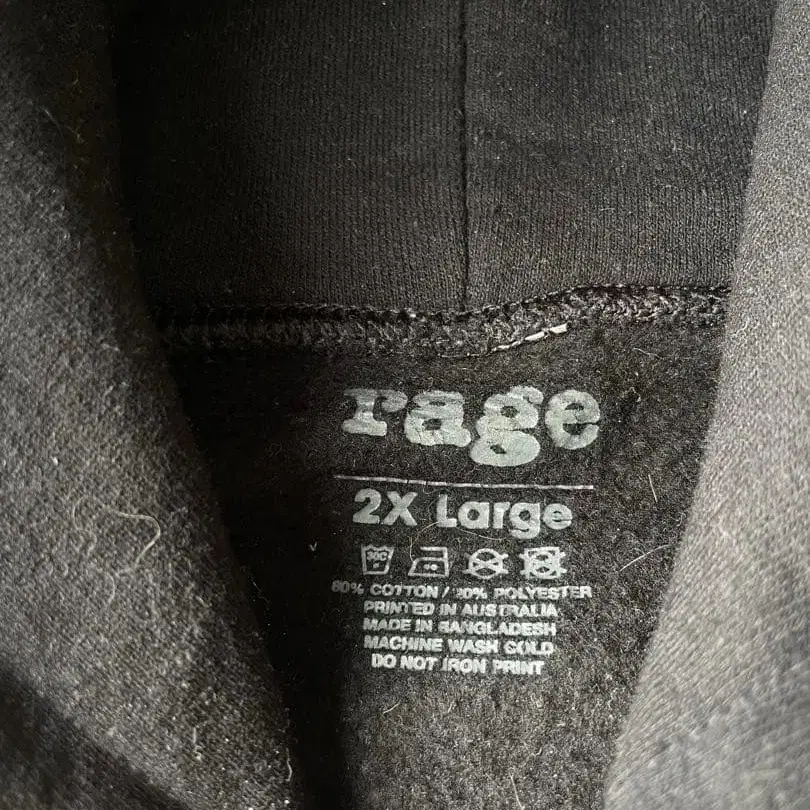 rage
2X Large
30C
80% COTTON / 20% POLYESTER
PRINTED IN AUSTRALIA
MADE IN BANGLADESH
MACHINE WASH COLD
DO NOT IRON PRINT